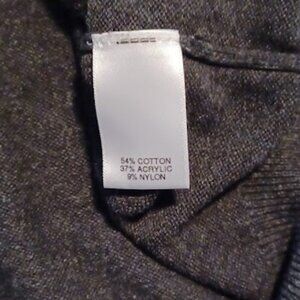 54% COTTON
37% ACRYLIC
9% NYLON